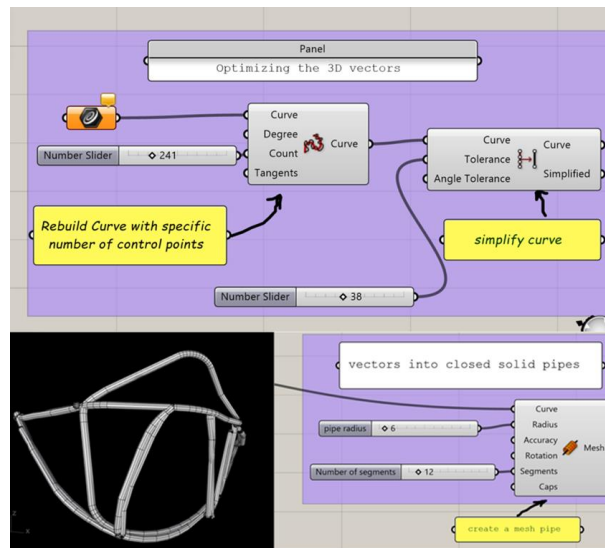 Panel
Optimizing the 3D vectors
Curve
Degree
Count
Tangents
Curve
Number Slider
241
Curve
Tolerance
Angle Tolerance
Curve
Simplified
Rebuild Curve with specific
number of control points
simplify curve
Number Slider
38
vectors into closed solid pipes
Curve
Radius
Accuracy
Rotation
Segments
Caps
Mesh
pipe radius
6
Number of segments
12
create a mesh pipe
z
x